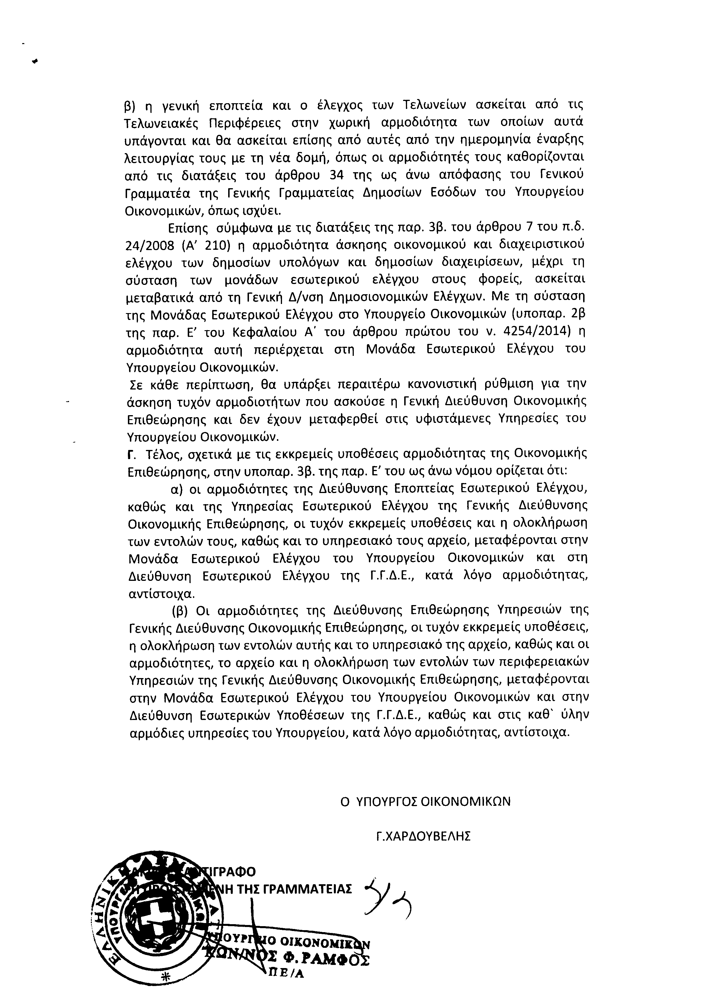 β) η γενική εποπτεία και ο έλεγχος των Τελωνείων ασκείται από τις
Τελωνειακές Περιφέρειες στην χωρική αρμοδιότητα των οποίων αυτά
υπάγονται και θα ασκείται επίσης από αυτές από την ημερομηνία έναρξης
λειτουργίας τους με τη νέα δομή, όπως οι αρμοδιότητές τους καθορίζονται
από τις διατάξεις του άρθρου 34 της ως άνω απόφασης του Γενικού
Γραμματέα της Γενικής Γραμματείας Δημοσίων Εσόδων του Υπουργείου
Οικονομικών, όπως ισχύει.
Επίσης σύμφωνα με τις διατάξεις της παρ. 3β. του άρθρου 7 του π.δ.
24/2008 (Α' 210) η αρμοδιότητα άσκησης οικονομικού και διαχειριστικού
ελέγχου των δημοσίων υπολόγων και δημοσίων διαχειρίσεων, μέχρι τη
σύσταση των μονάδων εσωτερικού ελέγχου στους φορείς, ασκείται
μεταβατικά από τη Γενική Δ/νση Δημοσιονομικών Ελέγχων. Με τη σύσταση
της Μονάδας Εσωτερικού Ελέγχου στο Υπουργείο Οικονομικών (υποπαρ. 2β
της παρ. Ε' του Κεφαλαίου Α' του άρθρου πρώτου του ν. 4254/2014) η
αρμοδιότητα αυτή περιέρχεται στη Μονάδα Εσωτερικού Ελέγχου του
Υπουργείου Οικονομικών.
Σε κάθε περίπτωση, θα υπάρξει περαιτέρω κανονιστική ρύθμιση για την
άσκηση τυχόν αρμοδιοτήτων που ασκούσε η Γενική Διεύθυνση Οικονομικής
Επιθεώρησης και δεν έχουν μεταφερθεί στις υφιστάμενες Υπηρεσίες του
Υπουργείου Οικονομικών.
Γ. Τέλος, σχετικά με τις εκκρεμείς υποθέσεις αρμοδιότητας της Οικονομικής
Επιθεώρησης, στην υποπαρ. 3β. της παρ. Ε' του ως άνω νόμου ορίζεται ότι:
α) οι αρμοδιότητες της Διεύθυνσης Εποπτείας Εσωτερικού Ελέγχου,
καθώς και της Υπηρεσίας Εσωτερικού Ελέγχου της Γενικής Διεύθυνσης
Οικονομικής Επιθεώρησης, οι τυχόν εκκρεμείς υποθέσεις και η ολοκλήρωση
των εντολών τους, καθώς και το υπηρεσιακό τους αρχείο, μεταφέρονται στην
Μονάδα Εσωτερικού Ελέγχου του Υπουργείου Οικονομικών και στη
Διεύθυνση Εσωτερικού Ελέγχου της Γ.Γ.Δ.Ε., κατά λόγο αρμοδιότητας,
αντίστοιχα.
(β) Οι αρμοδιότητες της Διεύθυνσης Επιθεώρησης Υπηρεσιών της
Γενικής Διεύθυνσης Οικονομικής Επιθεώρησης, οι τυχόν εκκρεμείς υποθέσεις,
η ολοκλήρωση των εντολών αυτής και το υπηρεσιακό της αρχείο, καθώς και οι
αρμοδιότητες, το αρχείο και η ολοκλήρωση των εντολών των περιφερειακών
Υπηρεσιών της Γενικής Διεύθυνσης Οικονομικής Επιθεώρησης, μεταφέρονται
στην Μονάδα Εσωτερικού Ελέγχου του Υπουργείου Οικονομικών και στην
Διεύθυνση Εσωτερικών Υποθέσεων της Γ.Γ.Δ.Ε., καθώς και στις καθ` ύλην
αρμόδιες υπηρεσίες του Υπουργείου, κατά λόγο αρμοδιότητας, αντίστοιχα.
Ο ΥΠΟΥΡΓΟΣ ΟΙΚΟΝΟΜΙΚΩΝ
Γ.ΧΑΡΔΟΥΒΕΛΗΣ
ΑΝΤΙΓΡΑΦΟ
ΠΡΟΪΣΤΑΜΕΝΗ ΤΗΣ ΓΡΑΜΜΑΤΕΙΑΣ
ΥΠΟΥΡΓΕΙΟ ΟΙΚΟΝΟΜΙΚΩΝ
ΚΩΝ/ΝΟΣ Φ. ΡΑΜΦΟΣ
ΠΕ/Α